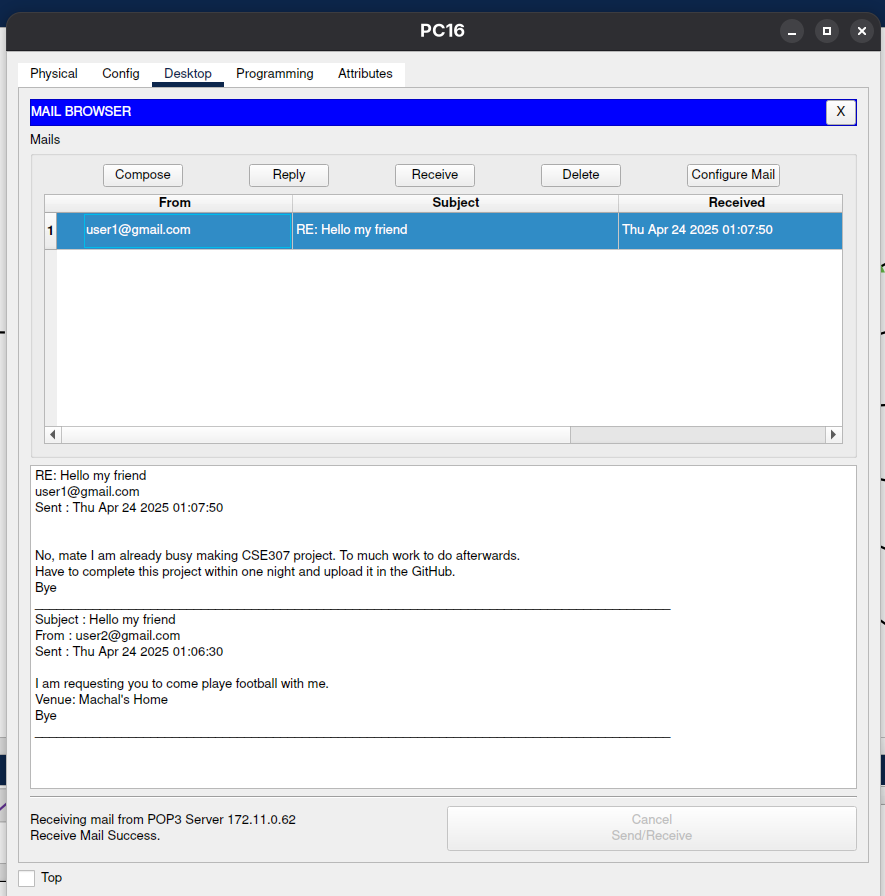 PC16
Physical Config Desktop Programming Attributes
MAIL BROWSER X
Mails
Compose Reply Receive Delete Configure Mail
From Subject Received
1 user1@gmail.com RE: Hello my friend Thu Apr 24 2025 01:07:50
RE: Hello my friend
user1@gmail.com
Sent : Thu Apr 24 2025 01:07:50
No, mate I am already busy making CSE307 project. To much work to do afterwards.
Have to complete this project within one night and upload it in the GitHub.
Bye
Subject : Hello my friend
From : user2@gmail.com
Sent : Thu Apr 24 2025 01:06:30
I am requesting you to come playe football with me.
Venue: Machal's Home
Bye
Receiving mail from POP3 Server 172.11.0.62
Receive Mail Success.
Cancel
Send/Receive
Top